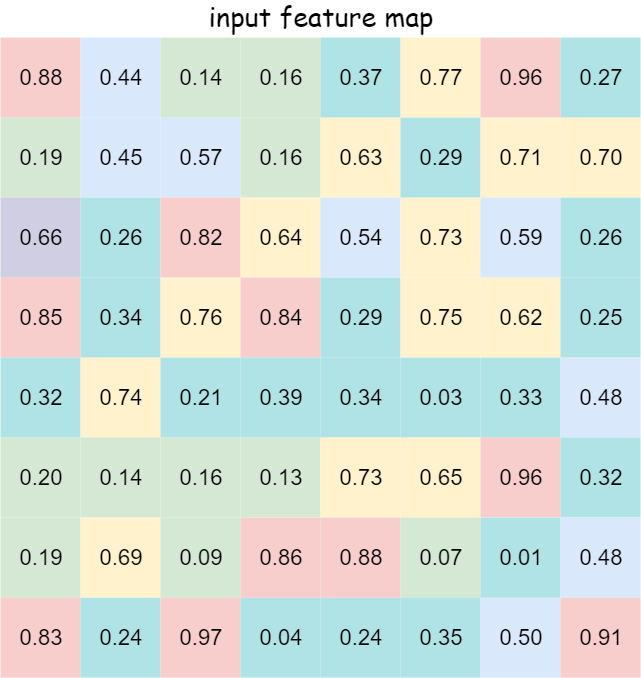 input feature map
0.88 0.44 0.14 0.16 0.37 0.77 0.96 0.27
0.19 0.45 0.57 0.16 0.63 0.29 0.71 0.70
0.66 0.26 0.82 0.64 0.54 0.73 0.59 0.26
0.85 0.34 0.76 0.84 0.29 0.75 0.62 0.25
0.32 0.74 0.21 0.39 0.34 0.03 0.33 0.48
0.20 0.14 0.16 0.13 0.73 0.65 0.96 0.32
0.19 0.69 0.09 0.86 0.88 0.07 0.01 0.48
0.83 0.24 0.97 0.04 0.24 0.35 0.50 0.91